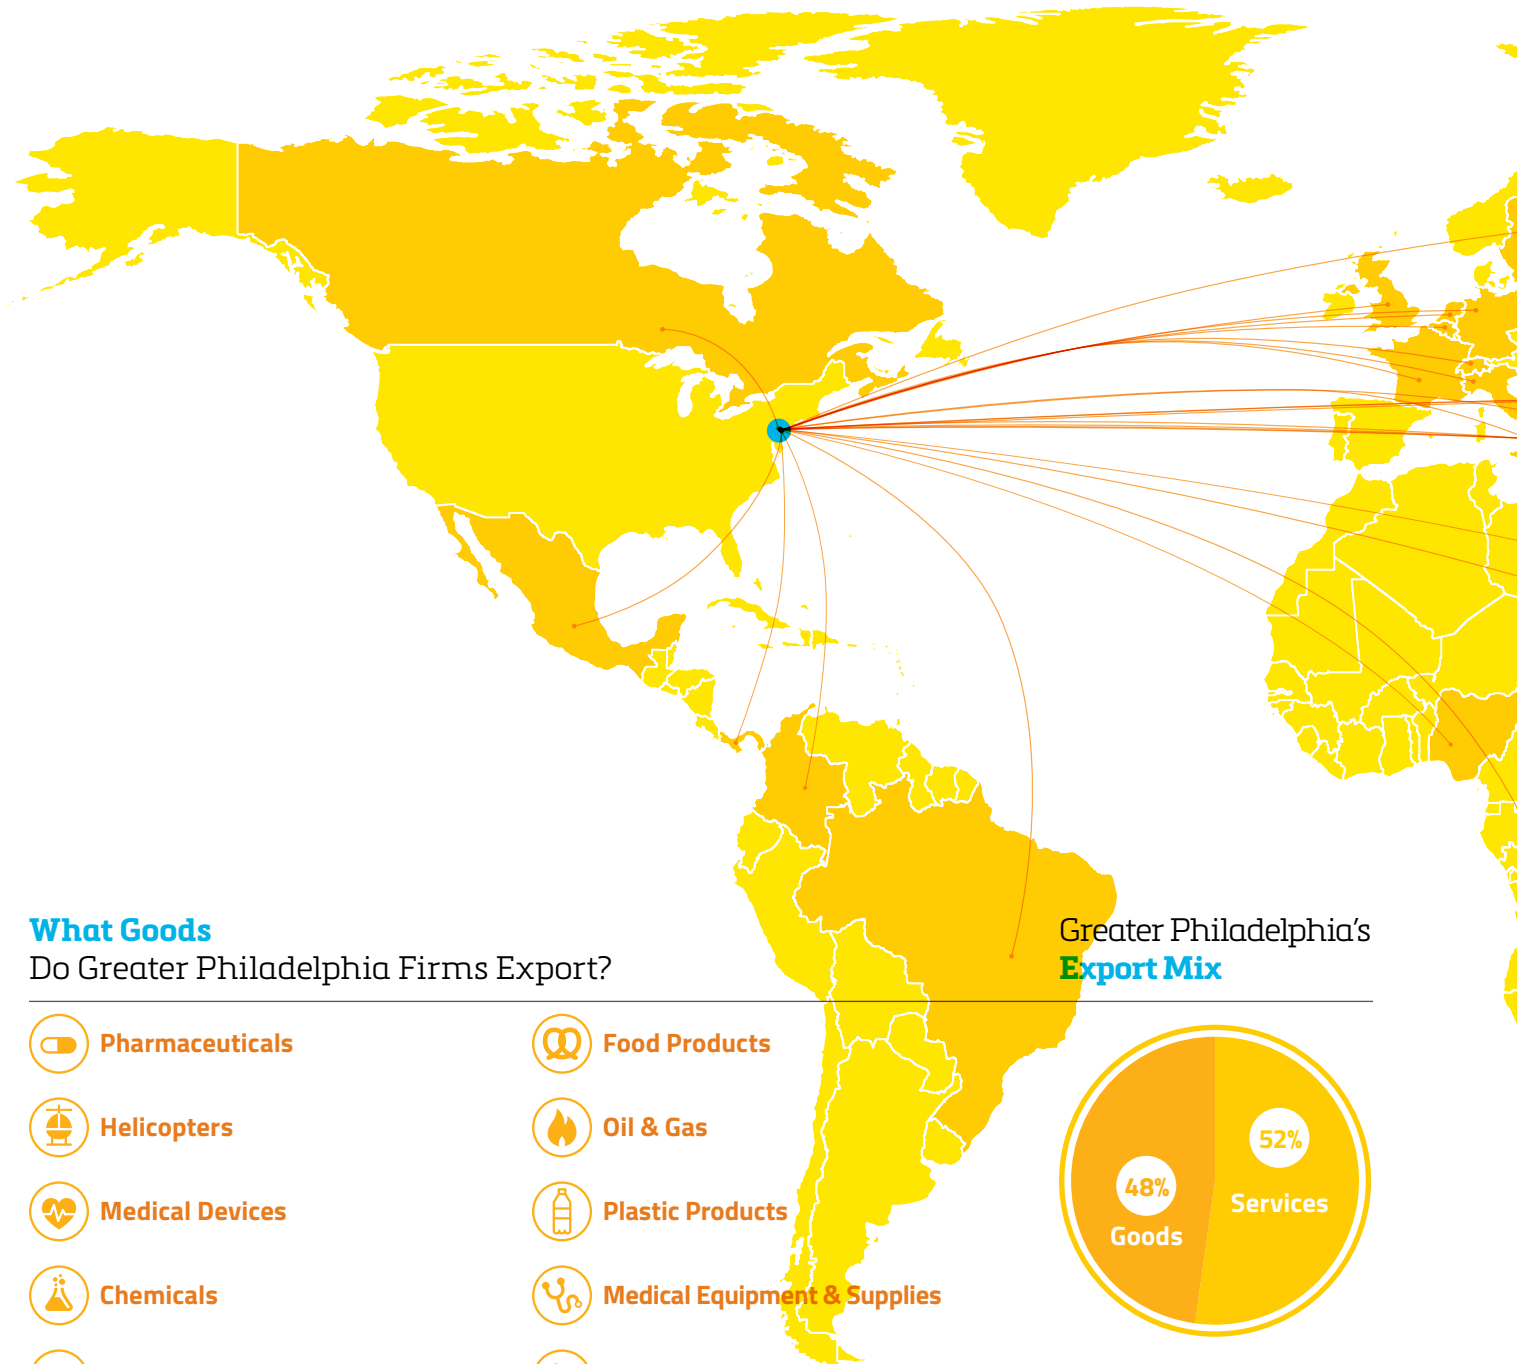 What Goods
Do Greater Philadelphia Firms Export?
Pharmaceuticals
Helicopters
Medical Devices
Chemicals
Food Products
Oil & Gas
Plastic Products
Medical Equipment & Supplies
Greater Philadelphia’s
Export Mix
52%
Services
48%
Goods